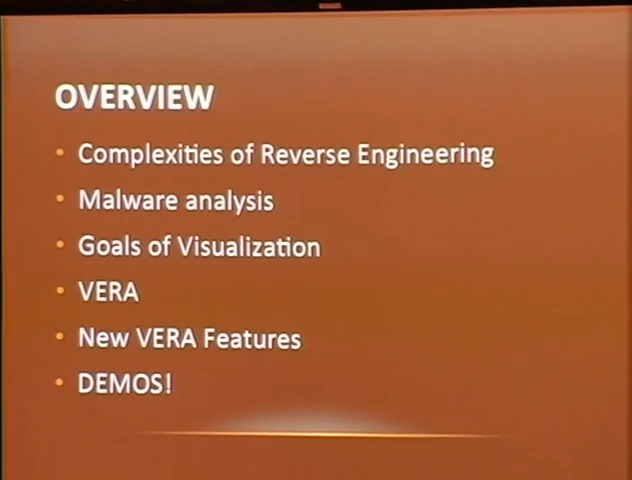 OVERVIEW
• Complexities of Reverse Engineering
• Malware analysis
• Goals of Visualization
• VERA
• New VERA Features
• DEMOS!